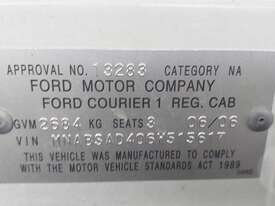 APPROVAL NO. 13283 CATEGORY NA
FORD MOTOR COMPANY
FORD COURIER 1 REG. CAB
GVM 2684 KG SEATS 3 06/06
VIN
THIS VEHICLE WAS MANUFACTURED TO COMPLY
WITH THE MOTOR VEHICLE STANDARDS ACT 1989